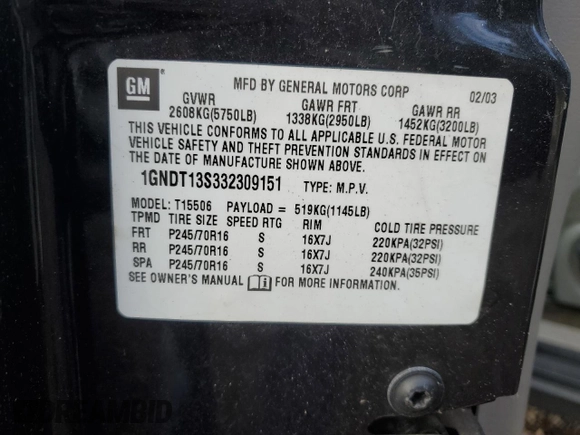 GM
MFD BY GENERAL MOTORS CORP 02/03
GVWR GAWR FRT GAWR RR
2608KG(5750LB) 1338KG(2950LB) 1452KG(3200LB)
THIS VEHICLE CONFORMS TO ALL APPLICABLE U.S. FEDERAL MOTOR
VEHICLE SAFETY AND THEFT PREVENTION STANDARDS IN EFFECT ON
THE DATE OF MANUFACTURE SHOWN ABOVE.
1GNDT13S332309151 TYPE: M.P.V.
MODEL: T15506 PAYLOAD = 519KG(1145LB)
TPMD TIRE SIZE SPEED RTG RIM COLD TIRE PRESSURE
FRT P245/70R16 S 16X7J 220KPA(32PSI)
RR P245/70R16 S 16X7J 220KPA(32PSI)
SPA P245/70R16 S 16X7J 240KPA(35PSI)
SEE OWNER'S MANUAL FOR MORE INFORMATION.
DREAMBID